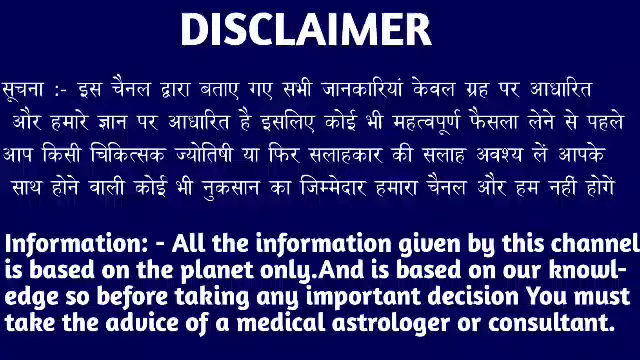 DISCLAIMER
सूचना :- इस चैनल द्वारा बताए गए सभी जानकारियां केवल ग्रह पर आधारित
और हमारे ज्ञान पर आधारित है इसलिए कोई भी महत्वपूर्ण फैसला लेने से पहले
आप किसी चिकित्सक ज्योतिषी या फिर सलाहकार की सलाह अवश्य लें आपके
साथ होने वाली कोई भी नुकसान का जिम्मेदार हमारा चैनल और हम नहीं होगें
Information: - All the information given by this channel
is based on the planet only.And is based on our knowl-
edge so before taking any important decision You must
take the advice of a medical astrologer or consultant.